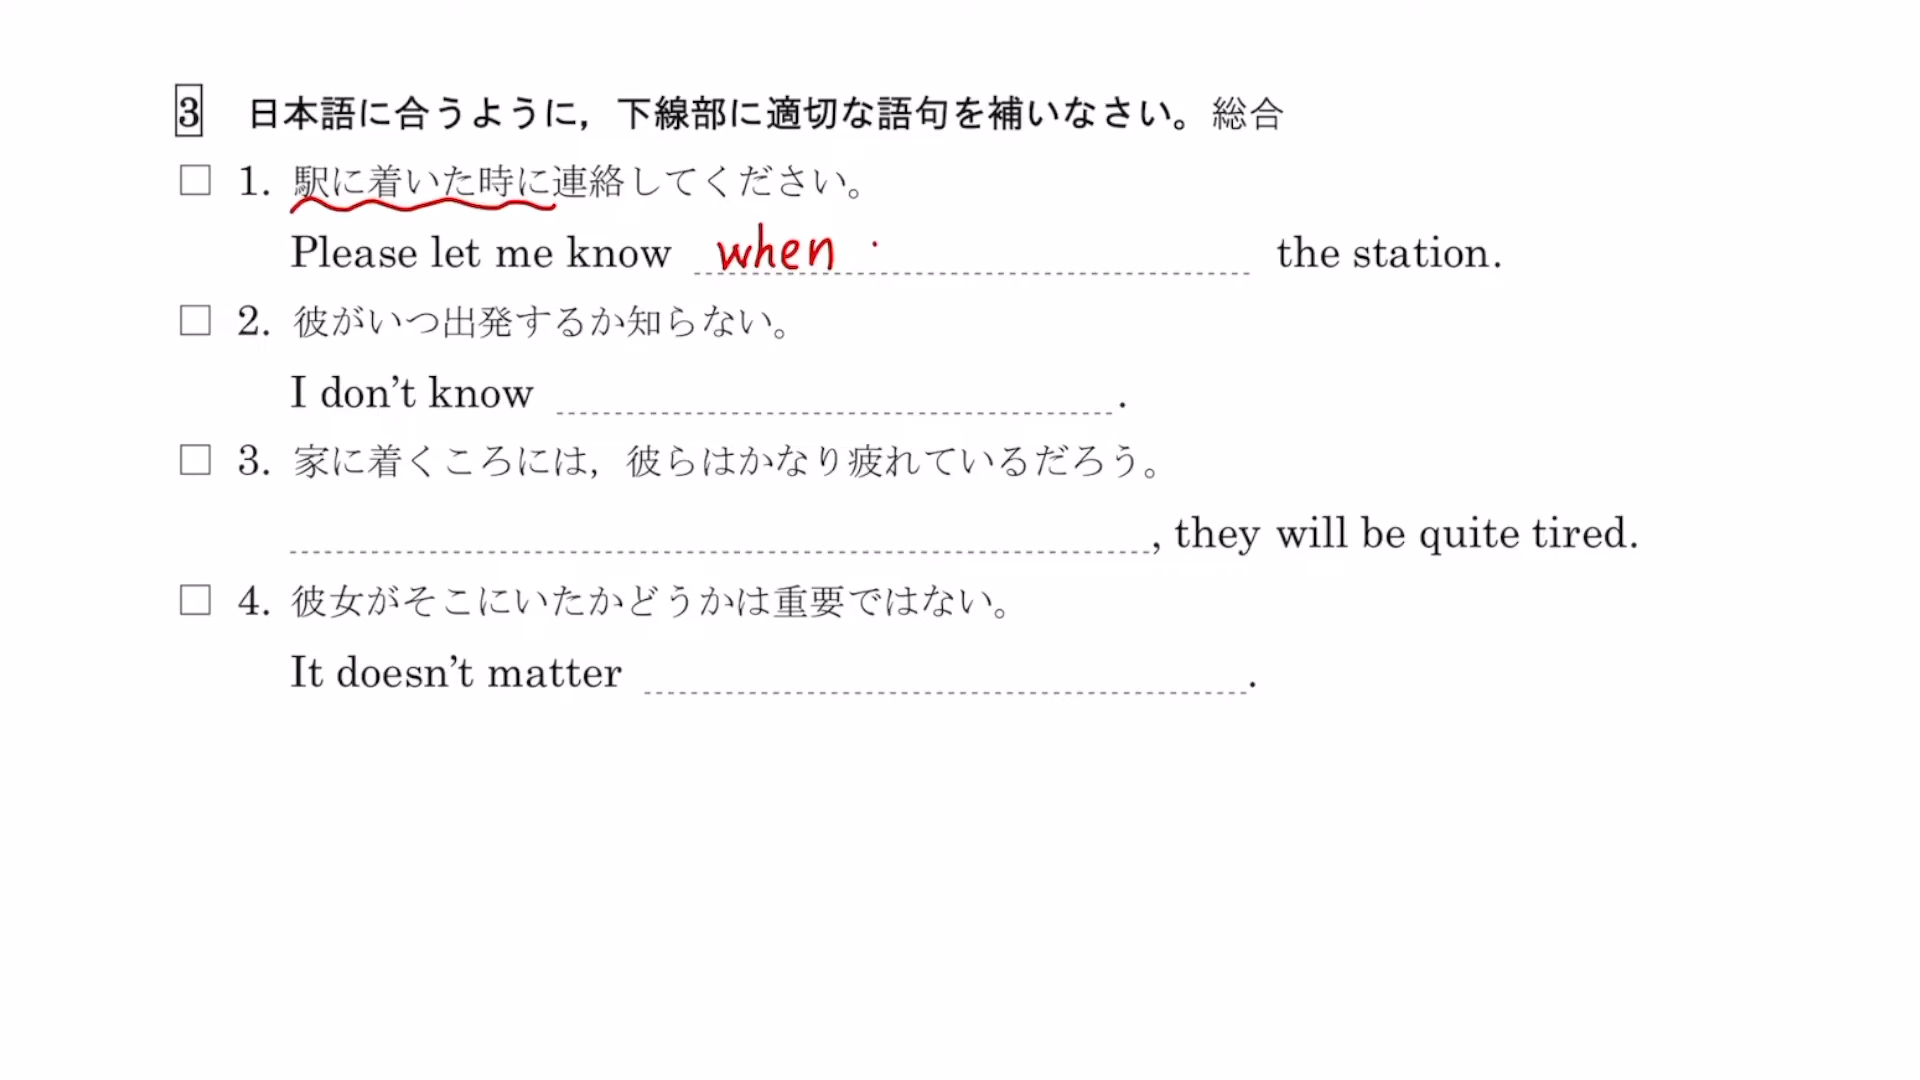 3 日本語に合うように，下線部に適切な語句を補いなさい。総合
□ 1. 駅に着いた時に連絡してください。
Please let me know when the station.
□ 2. 彼がいつ出発するか知らない。
I don't know .
□ 3. 家に着くころには，彼らはかなり疲れているだろう。
, they will be quite tired.
□ 4. 彼女がそこにいたかどうかは重要ではない。
It doesn't matter .